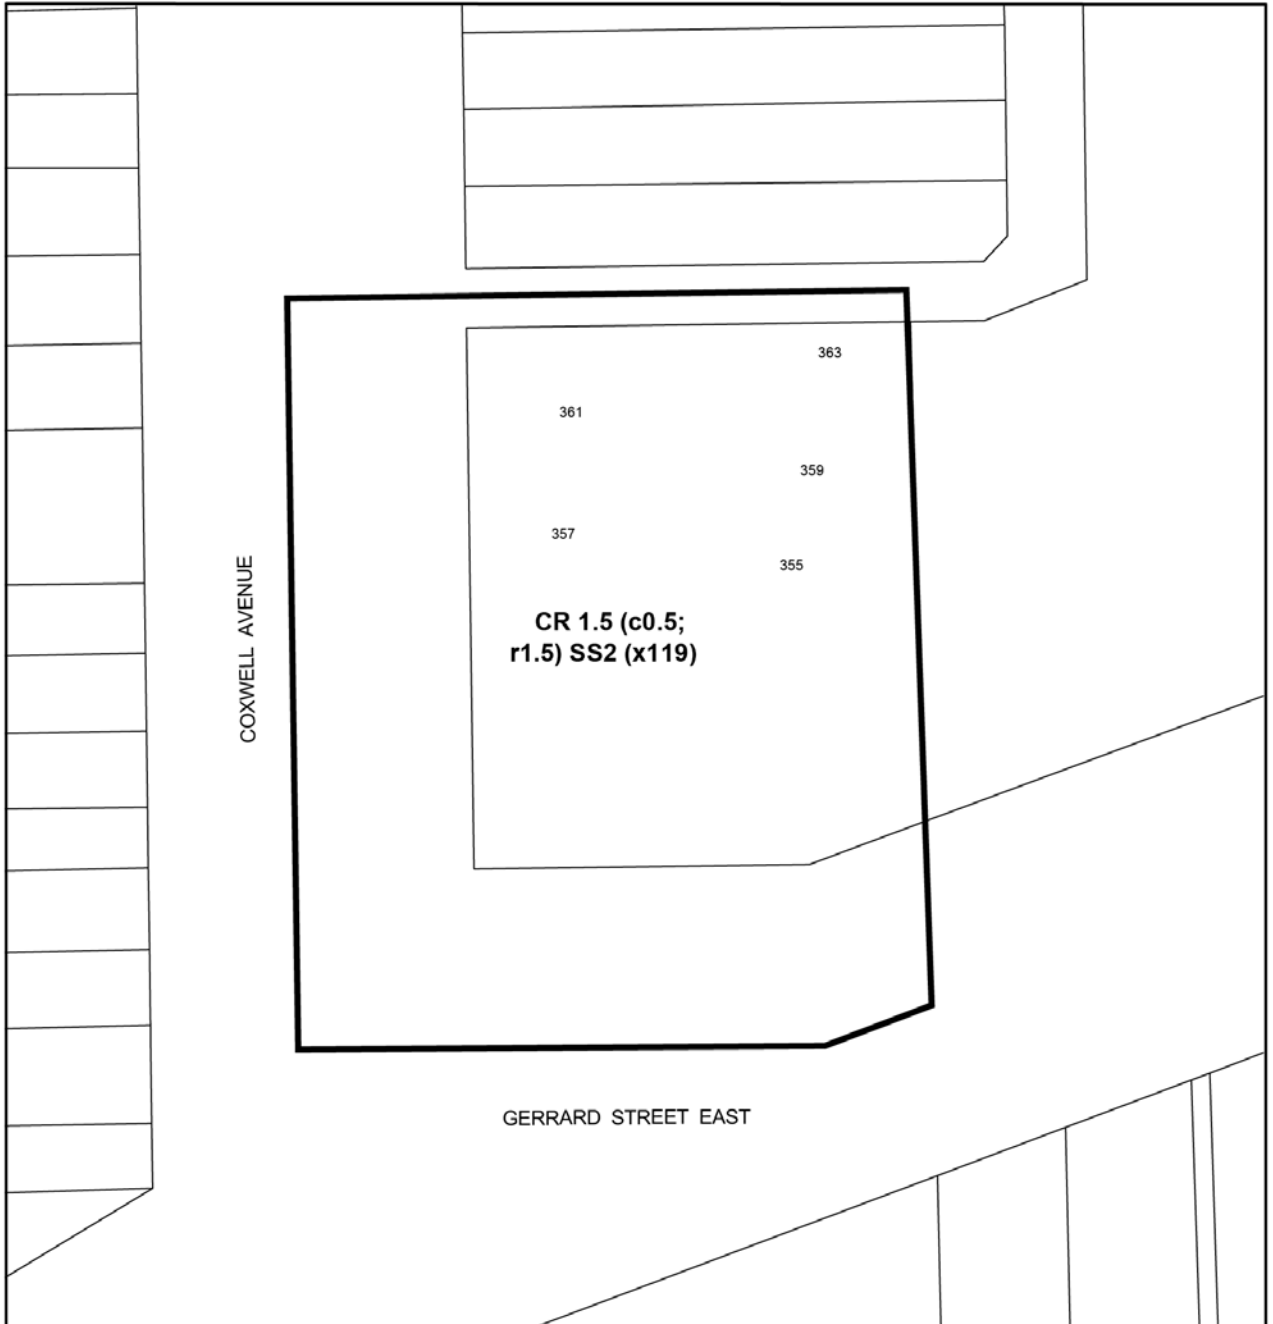 363
361
359
357
355
CR 1.5 (c0.5;
r1.5) SS2 (x119)
COXWELL AVENUE
GERRARD STREET EAST